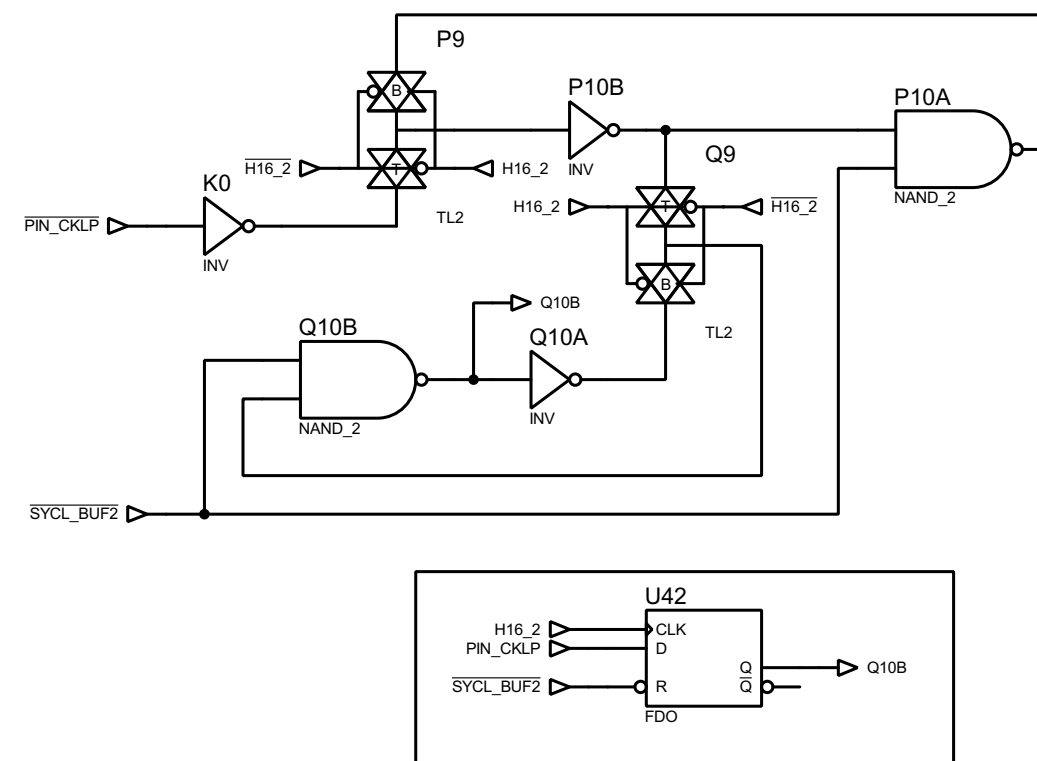 P9
B
P10B
INV
P10A
NAND_2
H16_2
T
H16_2
TL2
K0
PIN_CKLP
INV
Q9
H16_2
T
H16_2
B
TL2
Q10B
Q10B
NAND_2
Q10A
INV
SYCL_BUF2
U42
H16_2
CLK
PIN_CKLP
D
Q
Q10B
SYCL_BUF2
R
Q
FDO